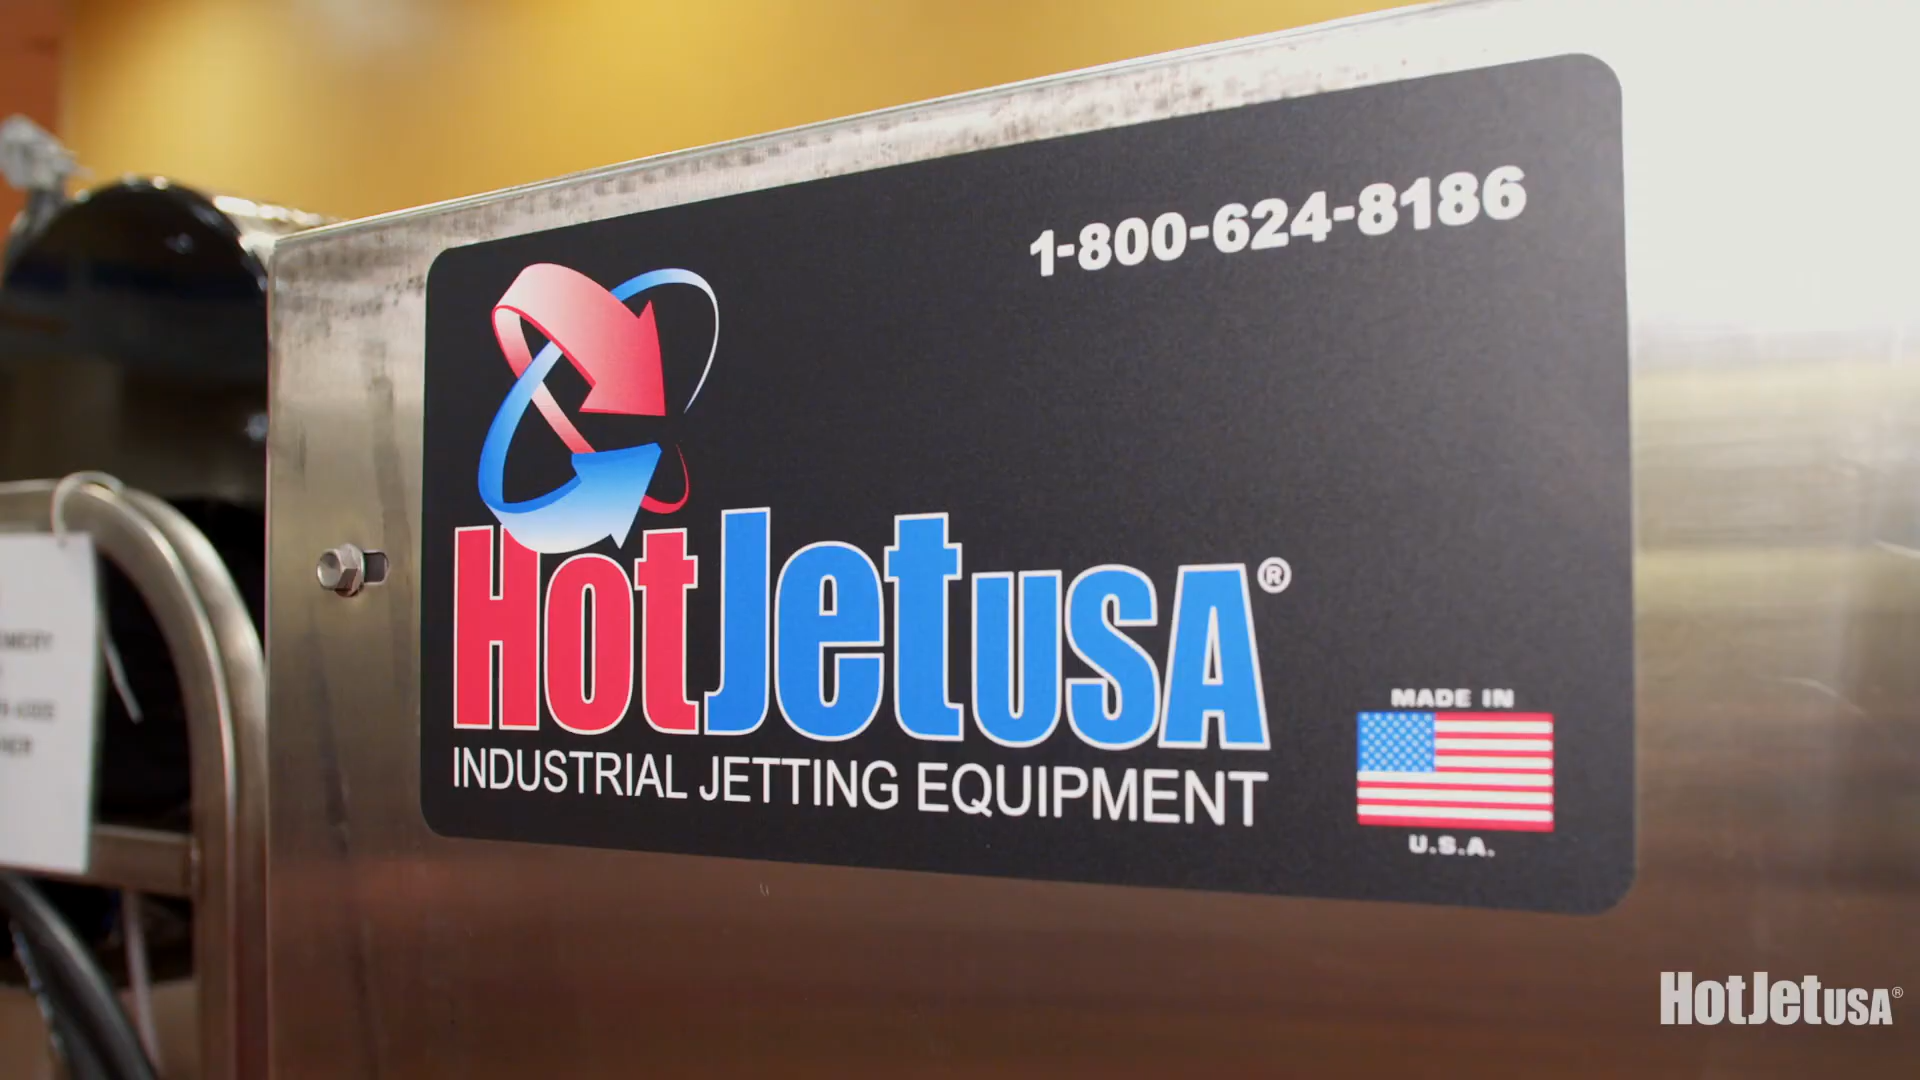 1-800-624-8186
HotJetUSA®
INDUSTRIAL JETTING EQUIPMENT
MADE IN
U.S.A.
HotJetUSA®